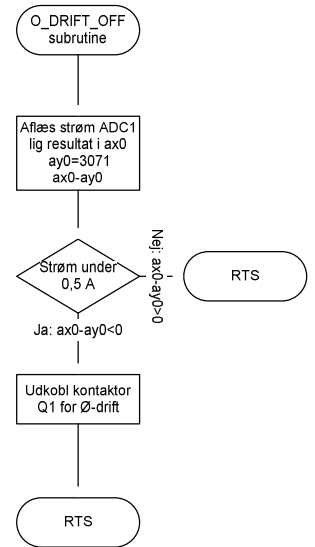 O_DRIFT_OFF
subrutine
Aflæs strøm ADC1
lig resultat i ax0
ay0=3071
ax0-ay0
Strøm under
0,5 A
Nej: ax0-ay0>0
RTS
Ja: ax0-ay0<0
Udkobl kontaktor
Q1 for Ø-drift
RTS